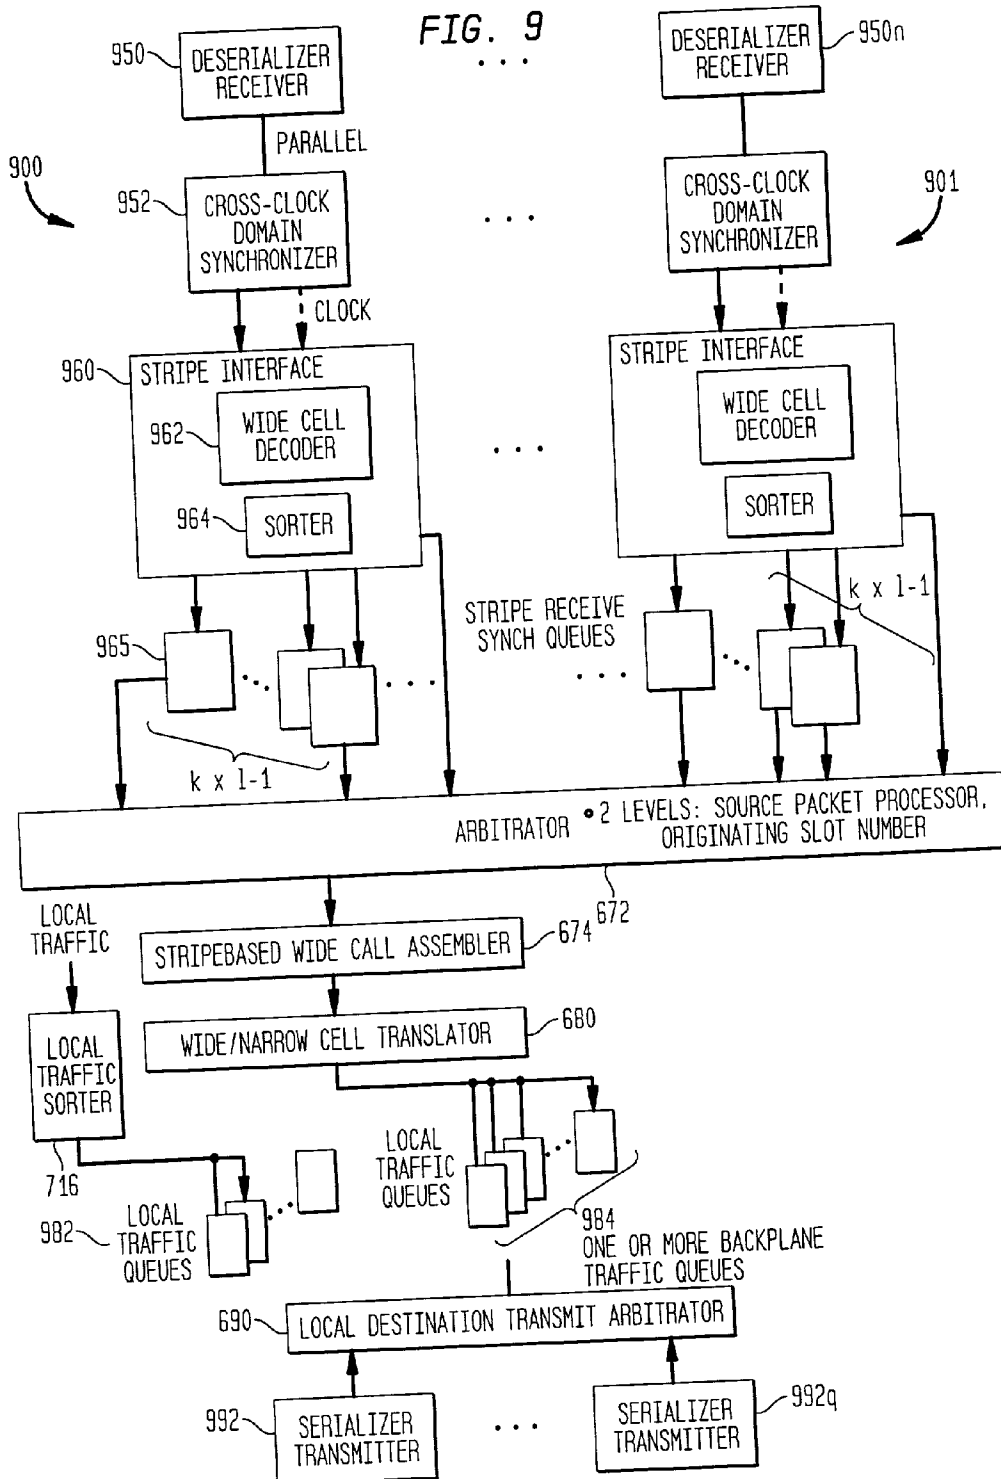 FIG. 9
950
DESERIALIZER
RECEIVER
. . .
DESERIALIZER
RECEIVER
950n
PARALLEL
900
952
CROSS-CLOCK
DOMAIN
SYNCHRONIZER
. . .
CROSS-CLOCK
DOMAIN
SYNCHRONIZER
901
CLOCK
960
STRIPE INTERFACE
962
WIDE CELL
DECODER
964
SORTER
. . .
STRIPE INTERFACE
WIDE CELL
DECODER
SORTER
965
k x l-1
STRIPE RECEIVE
SYNCH QUEUES
k x l-1
ARBITRATOR
• 2 LEVELS: SOURCE PACKET PROCESSOR,
ORIGINATING SLOT NUMBER
672
LOCAL
TRAFFIC
STRIPEBASED WIDE CALL ASSEMBLER
674
WIDE/NARROW CELL TRANSLATOR
680
LOCAL
TRAFFIC
SORTER
716
982
LOCAL
TRAFFIC
QUEUES
LOCAL
TRAFFIC
QUEUES
984
ONE OR MORE BACKPLANE
TRAFFIC QUEUES
690
LOCAL DESTINATION TRANSMIT ARBITRATOR
992
SERIALIZER
TRANSMITTER
. . .
SERIALIZER
TRANSMITTER
992q